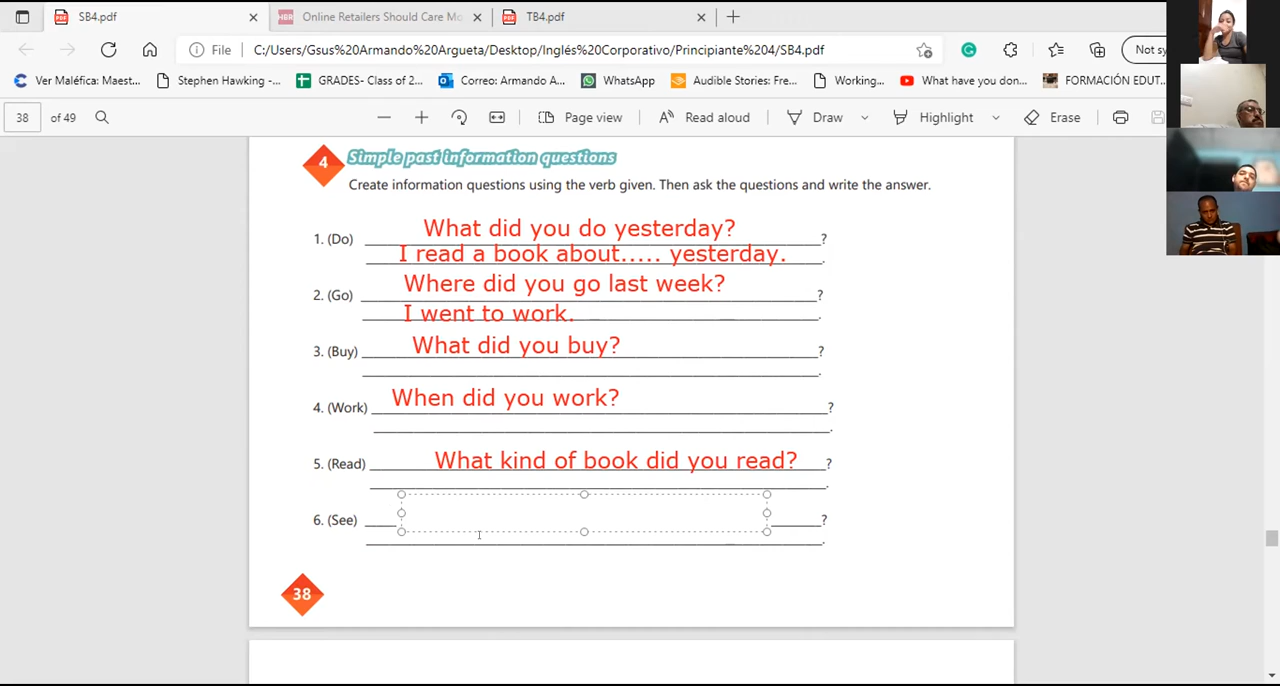 SB4.pdf
HBR Online Retailers Should Care Mo
PDF TB4.pdf
File C:/Users/Gsus%20Armando%20Argueta/Desktop/Inglés%20Corporativo/Principiante%204/SB4.pdf Not sy
Ver Maléfica: Maest... Stephen Hawking -... GRADES- Class of 2... Correo: Armando A... WhatsApp Audible Stories: Fre... Working... What have you don... FORMACIÓN EDUT...
38 of 49 Page view Read aloud Draw Highlight Erase
4 Simple past information questions
Create information questions using the verb given. Then ask the questions and write the answer.
1. (Do) What did you do yesterday? ?
I read a book about..... yesterday. .
2. (Go) Where did you go last week? ?
I went to work. .
3. (Buy) What did you buy? ?
.
4. (Work) When did you work? ?
.
5. (Read) What kind of book did you read? ?
.
6. (See) ?
.
38